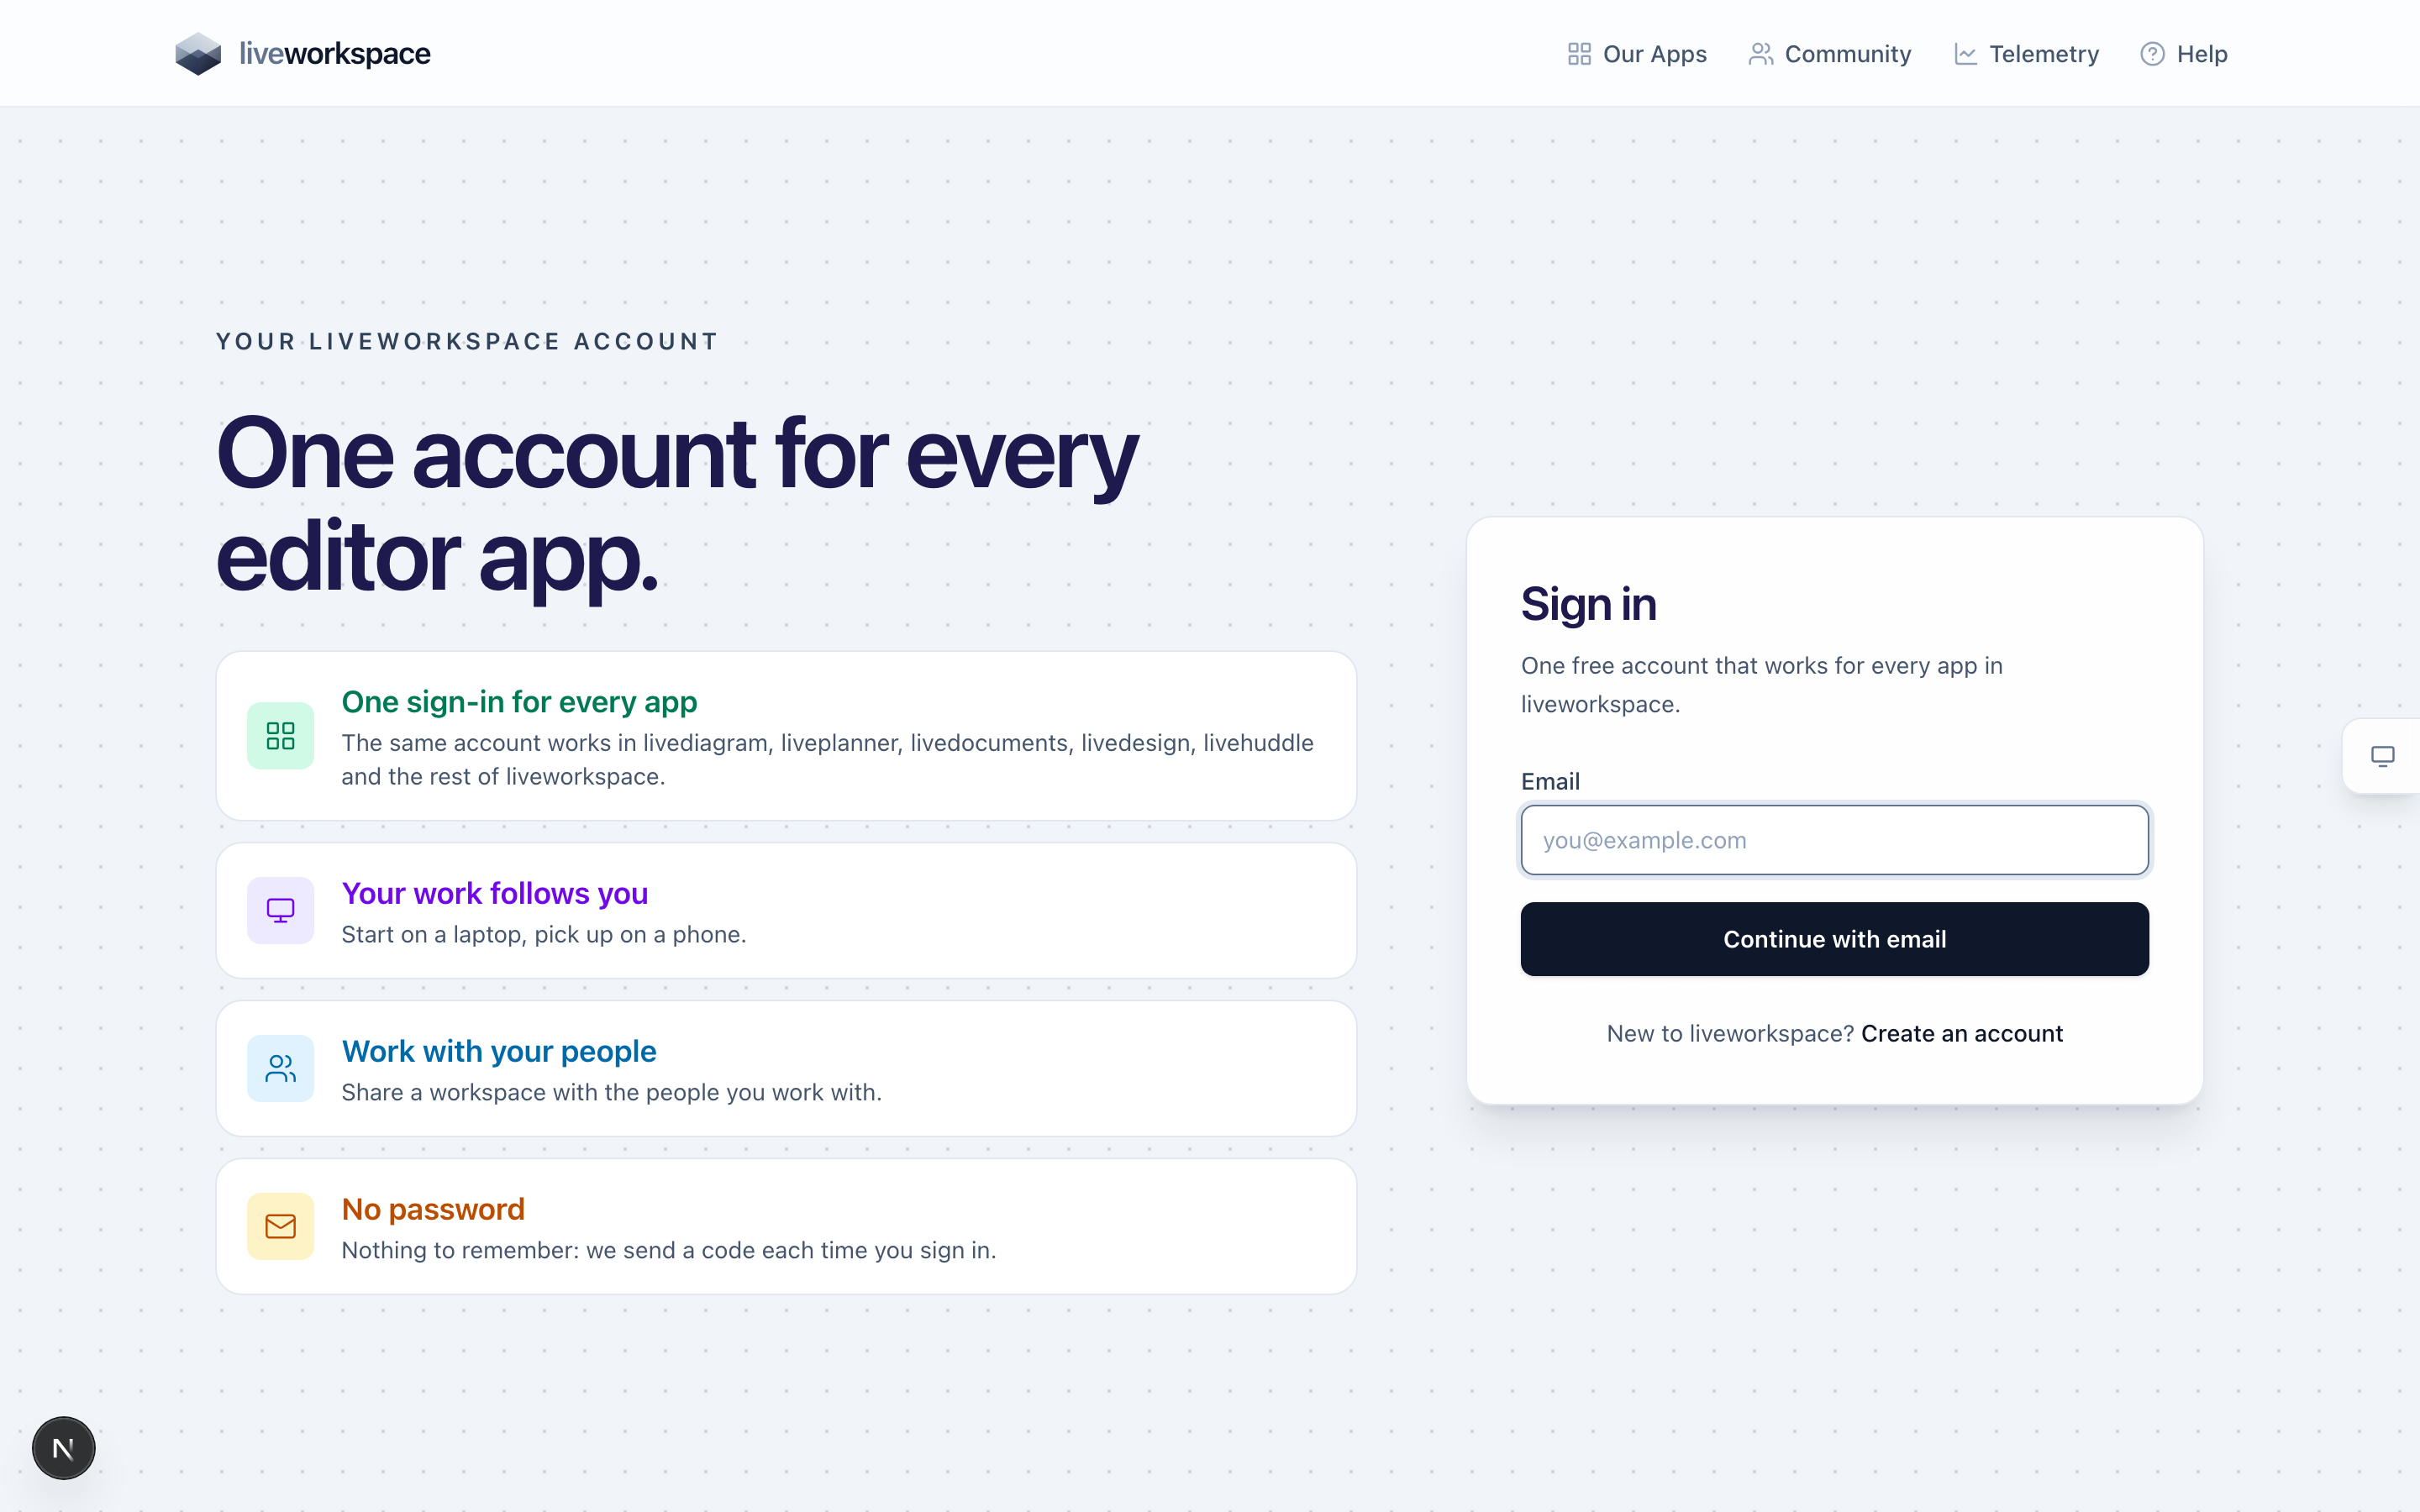 liveworkspace
Our Apps
Community
Telemetry
Help
YOUR LIVEWORKSPACE ACCOUNT
One account for every
editor app.
One sign-in for every app
The same account works in livediagram, liveplanner, livedocuments, livedesign, livehuddle
and the rest of liveworkspace.
Your work follows you
Start on a laptop, pick up on a phone.
Work with your people
Share a workspace with the people you work with.
No password
Nothing to remember: we send a code each time you sign in.
Sign in
One free account that works for every app in
liveworkspace.
Email
you@example.com
Continue with email
New to liveworkspace? Create an account
N